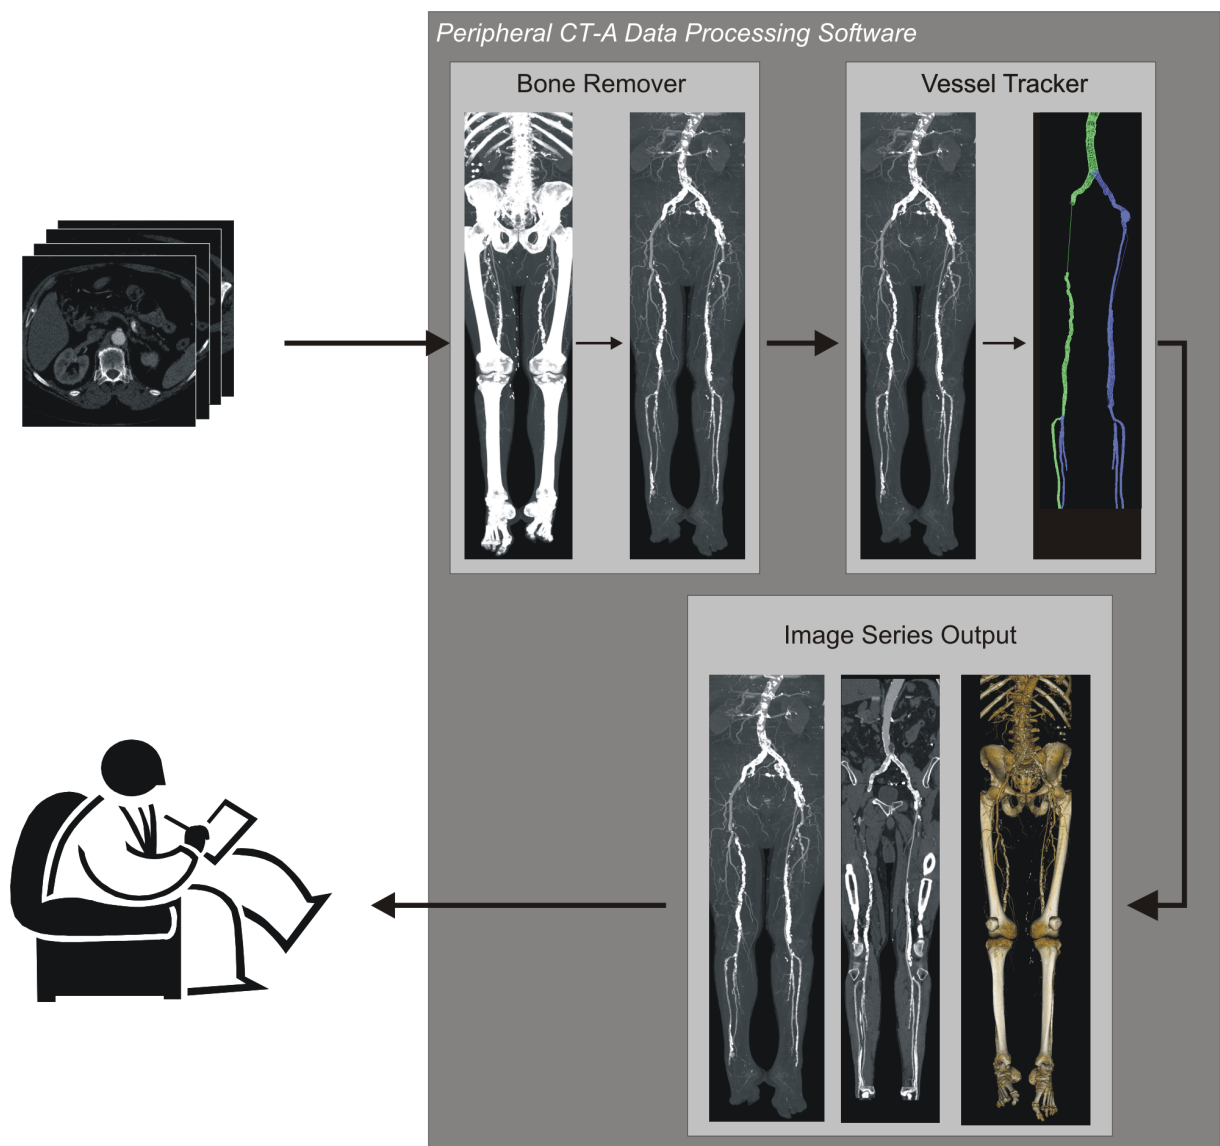 Peripheral CT-A Data Processing Software
Bone Remover
Vessel Tracker
Image Series Output